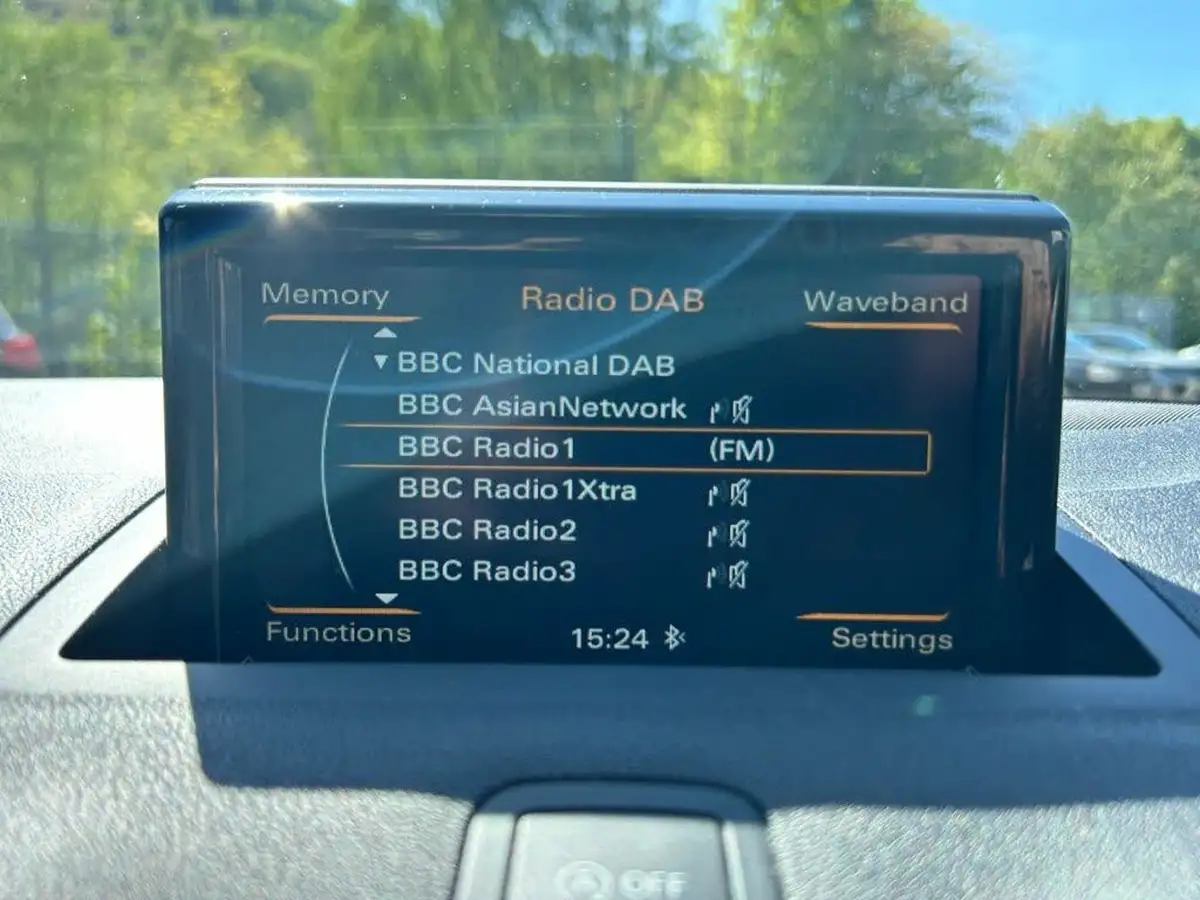 Memory Radio DAB Waveband
BBC National DAB
BBC AsianNetwork
BBC Radio1 (FM)
BBC Radio1Xtra
BBC Radio2
BBC Radio3
Functions 15:24 Settings
OFF